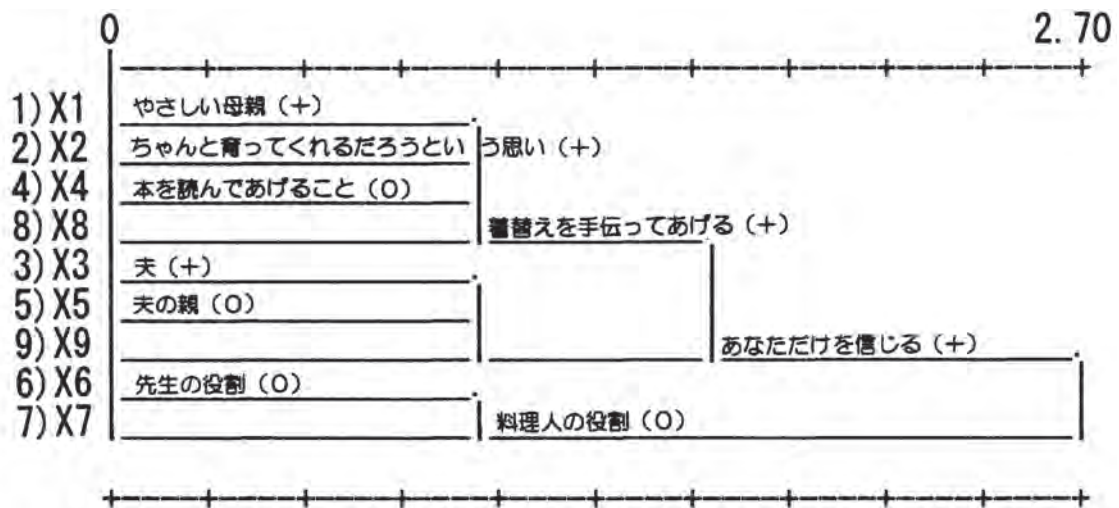 0 2.70
1) X1 やさしい母親 (+)
2) X2 ちゃんと育ってくれるだろうという思い (+)
4) X4 本を読んであげること (0)
8) X8 着替えを手伝ってあげる (+)
3) X3 夫 (+)
5) X5 夫の親 (0)
9) X9 あなただけを信じる (+)
6) X6 先生の役割 (0)
7) X7 料理人の役割 (0)